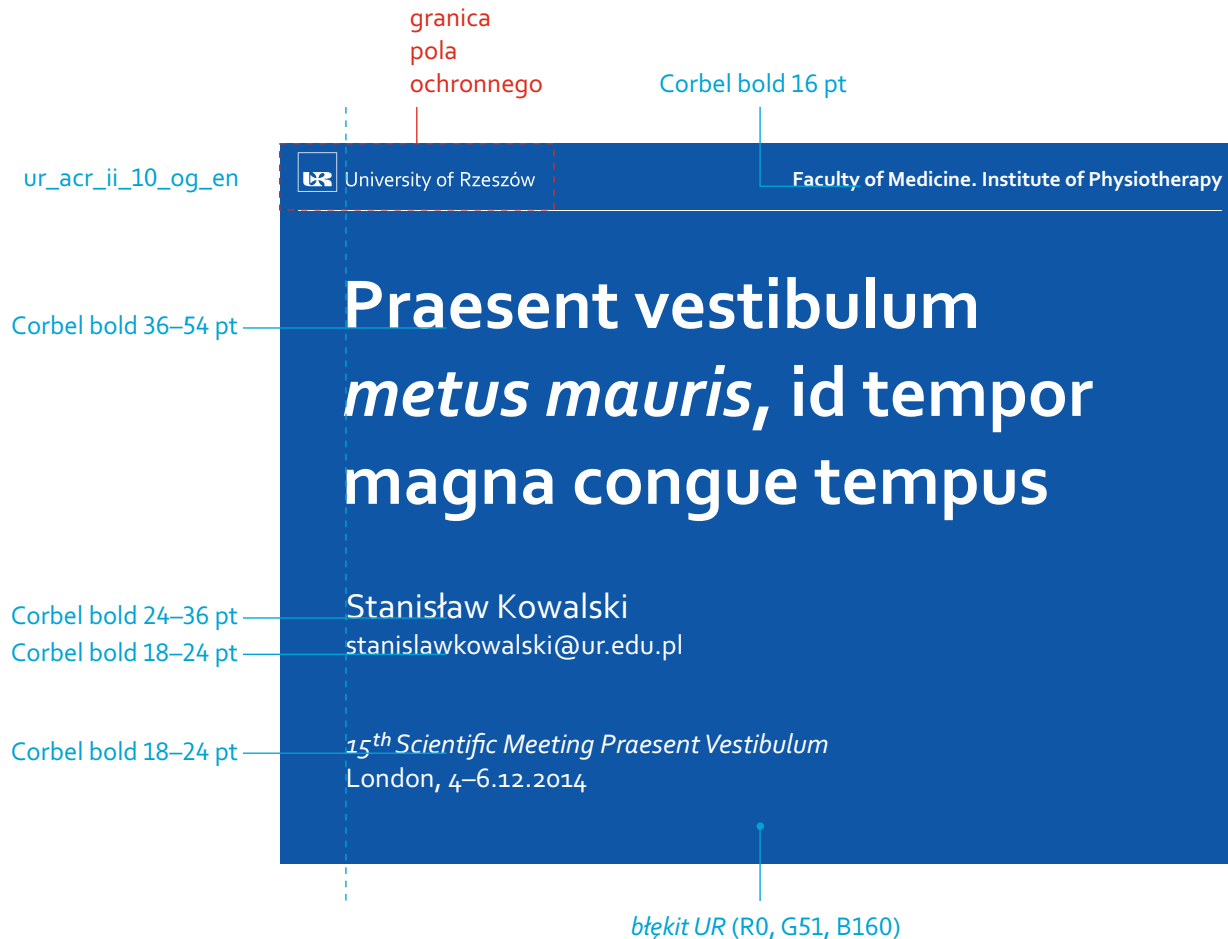 granica
pola
ochronnego
Corbel bold 16 pt
ur_acr_ii_10_og_en
UR University of Rzeszów
Faculty of Medicine. Institute of Physiotherapy
Corbel bold 36–54 pt
Praesent vestibulum
metus mauris, id tempor
magna congue tempus
Corbel bold 24–36 pt
Stanisław Kowalski
Corbel bold 18–24 pt
stanislawkowalski@ur.edu.pl
Corbel bold 18–24 pt
15th Scientific Meeting Praesent Vestibulum
London, 4–6.12.2014
błękit UR (R0, G51, B160)